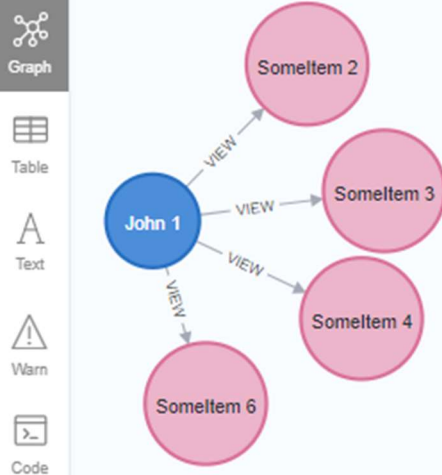 Graph
Table
Text
Warn
Code
SomeItem 2
VIEW
SomeItem 3
VIEW
John 1
VIEW
SomeItem 4
VIEW
SomeItem 6